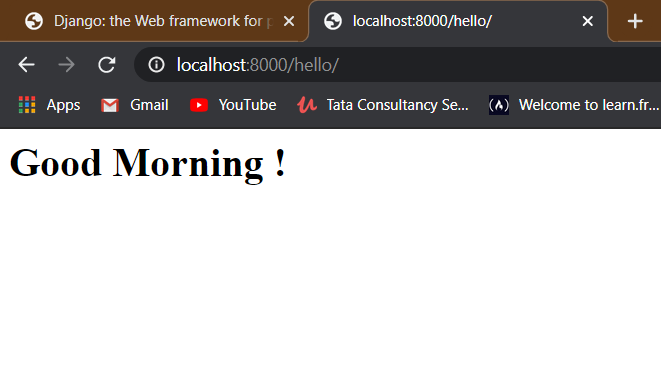 Django: the Web framework for p
localhost:8000/hello/
localhost:8000/hello/
Apps
Gmail
YouTube
Tata Consultancy Se...
Welcome to learn.fr...
Good Morning !